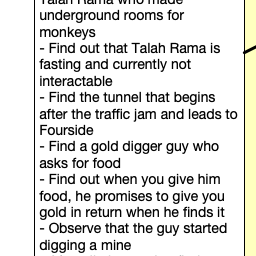 Talah Rama who made
underground rooms for
monkeys
- Find out that Talah Rama is
fasting and currently not
interactable
- Find the tunnel that begins
after the traffic jam and leads to
Fourside
- Find a gold digger guy who
asks for food
- Find out when you give him
food, he promises to give you
gold in return when he finds it
- Observe that the guy started
digging a mine